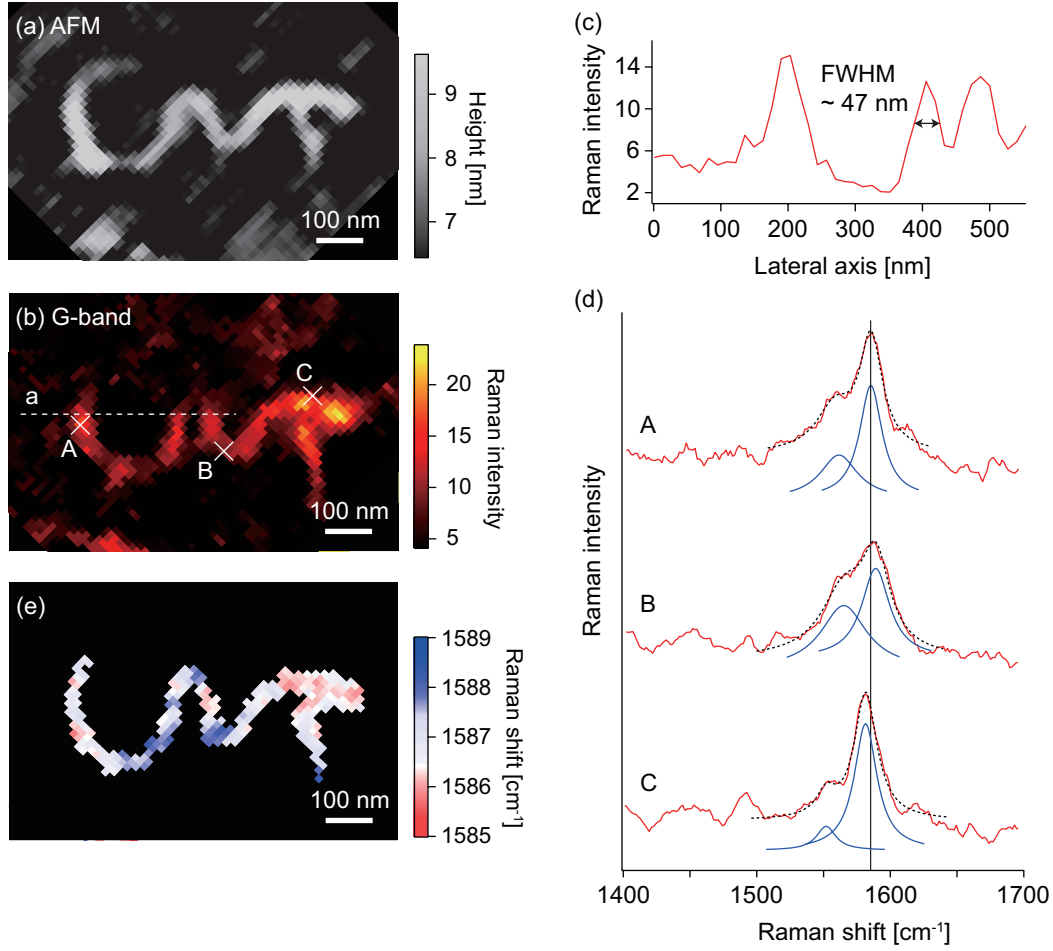 (a) AFM
9
8
7
Height [nm]
100 nm
(b) G-band
a
A
B
C
20
15
10
5
Raman intensity
100 nm
(e)
1589
1588
1587
1586
1585
Raman shift [cm⁻¹]
100 nm
(c)
Raman intensity
14
10
6
2
FWHM
~ 47 nm
0 100 200 300 400 500
Lateral axis [nm]
(d)
Raman intensity
A
B
C
1400 1500 1600 1700
Raman shift [cm⁻¹]